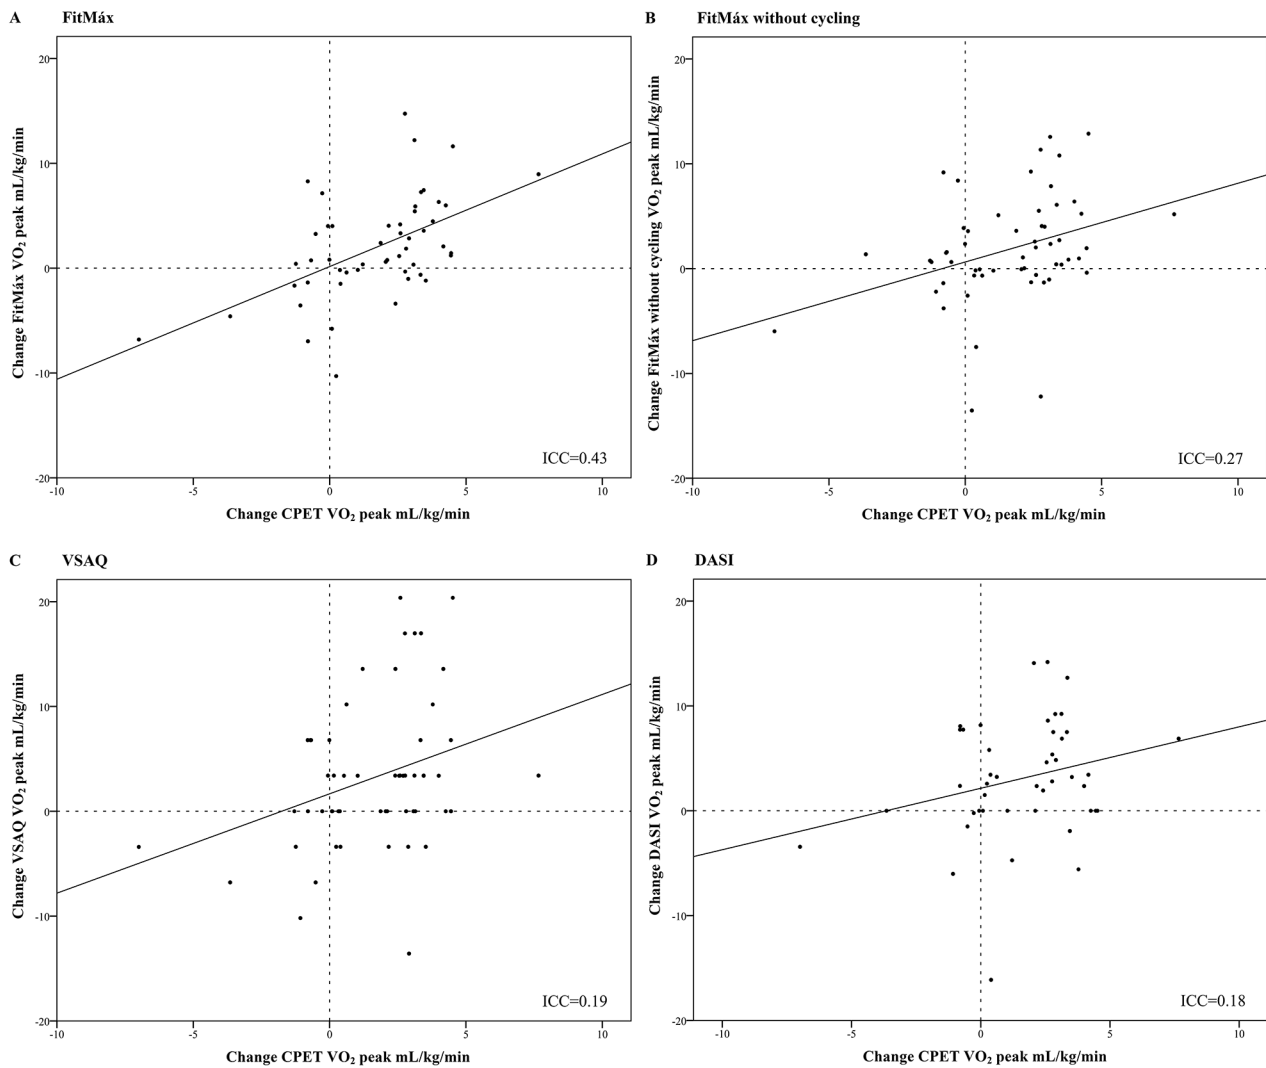 A FitMáx
Change FitMáx VO₂ peak mL/kg/min
20
10
0
-10
-20
ICC=0.43
-10 -5 0 5 10
Change CPET VO₂ peak mL/kg/min
B FitMáx without cycling
Change FitMáx without cycling VO₂ peak mL/kg/min
20
10
0
-10
-20
ICC=0.27
-10 -5 0 5 10
Change CPET VO₂ peak mL/kg/min
C VSAQ
Change VSAQ VO₂ peak mL/kg/min
20
10
0
-10
-20
ICC=0.19
-10 -5 0 5 10
Change CPET VO₂ peak mL/kg/min
D DASI
Change DASI VO₂ peak mL/kg/min
20
10
0
-10
-20
ICC=0.18
-10 -5 0 5 10
Change CPET VO₂ peak mL/kg/min